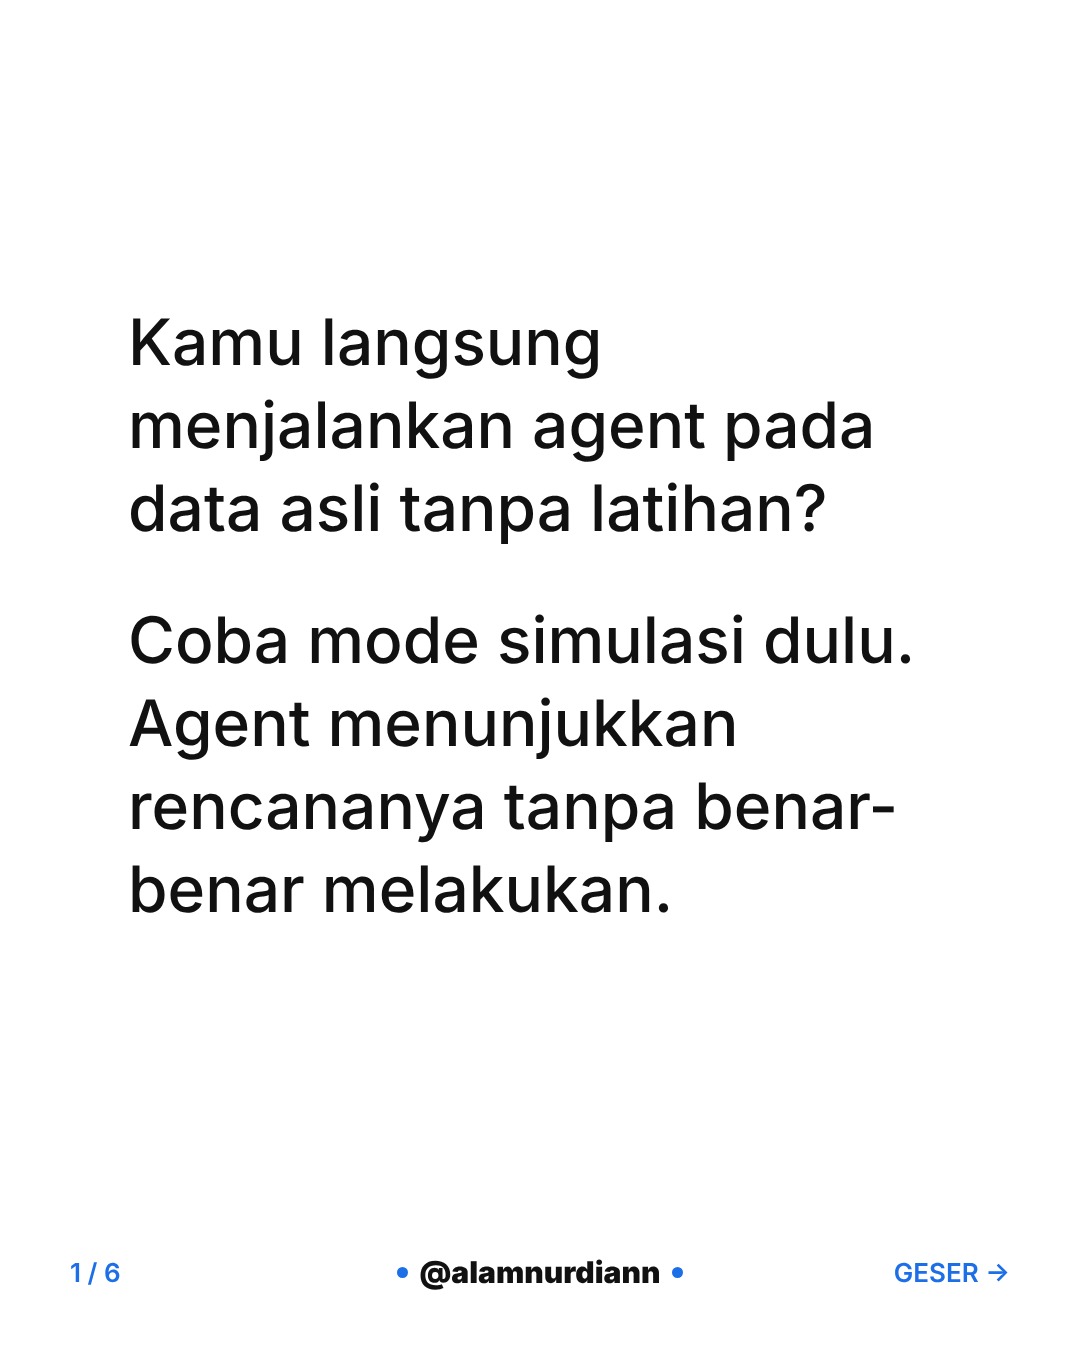 Kamu langsung
menjalankan agent pada
data asli tanpa latihan?
Coba mode simulasi dulu.
Agent menunjukkan
rencananya tanpa benar-
benar melakukan.
1 / 6
• @alamnurdiann •
GESER →